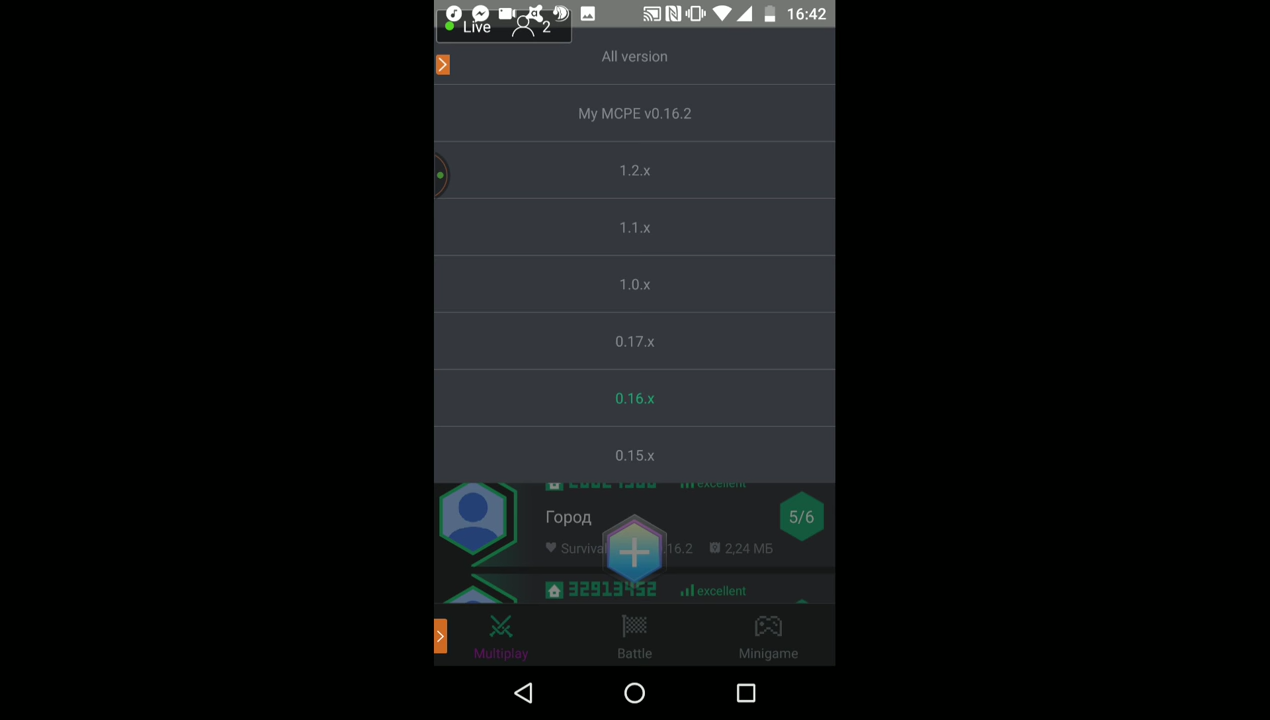 16:42
Live 2
All version
My MCPE v0.16.2
1.2.x
1.1.x
1.0.x
0.17.x
0.16.x
0.15.x
excellent
Город
5/6
2,24 МБ
32913452
excellent
Multiplay
Battle
Minigame